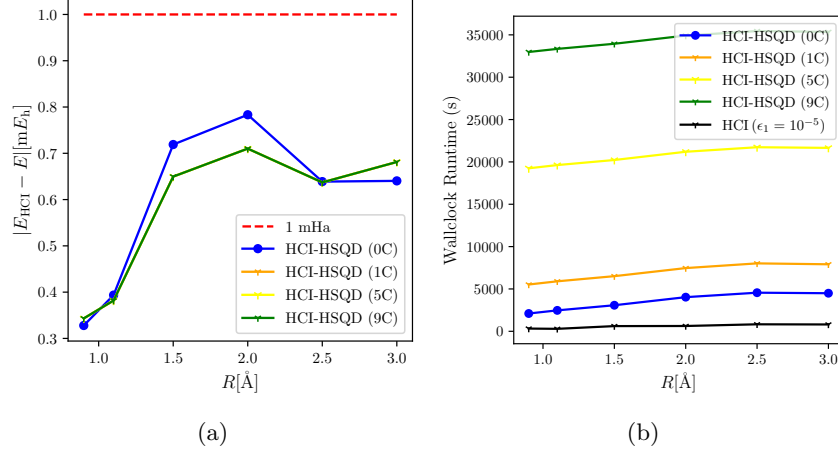 1.0
0.9
0.8
0.7
0.6
0.5
0.4
0.3
|E_HCI − E|[mE_h]
1 mHa
HCI-HSQD (0C)
HCI-HSQD (1C)
HCI-HSQD (5C)
HCI-HSQD (9C)
1.0 1.5 2.0 2.5 3.0
R[Å]
(a)
35000
30000
25000
20000
15000
10000
5000
0
Wallclock Runtime (s)
HCI-HSQD (0C)
HCI-HSQD (1C)
HCI-HSQD (5C)
HCI-HSQD (9C)
HCI (ϵ₁ = 10⁻⁵)
1.0 1.5 2.0 2.5 3.0
R[Å]
(b)